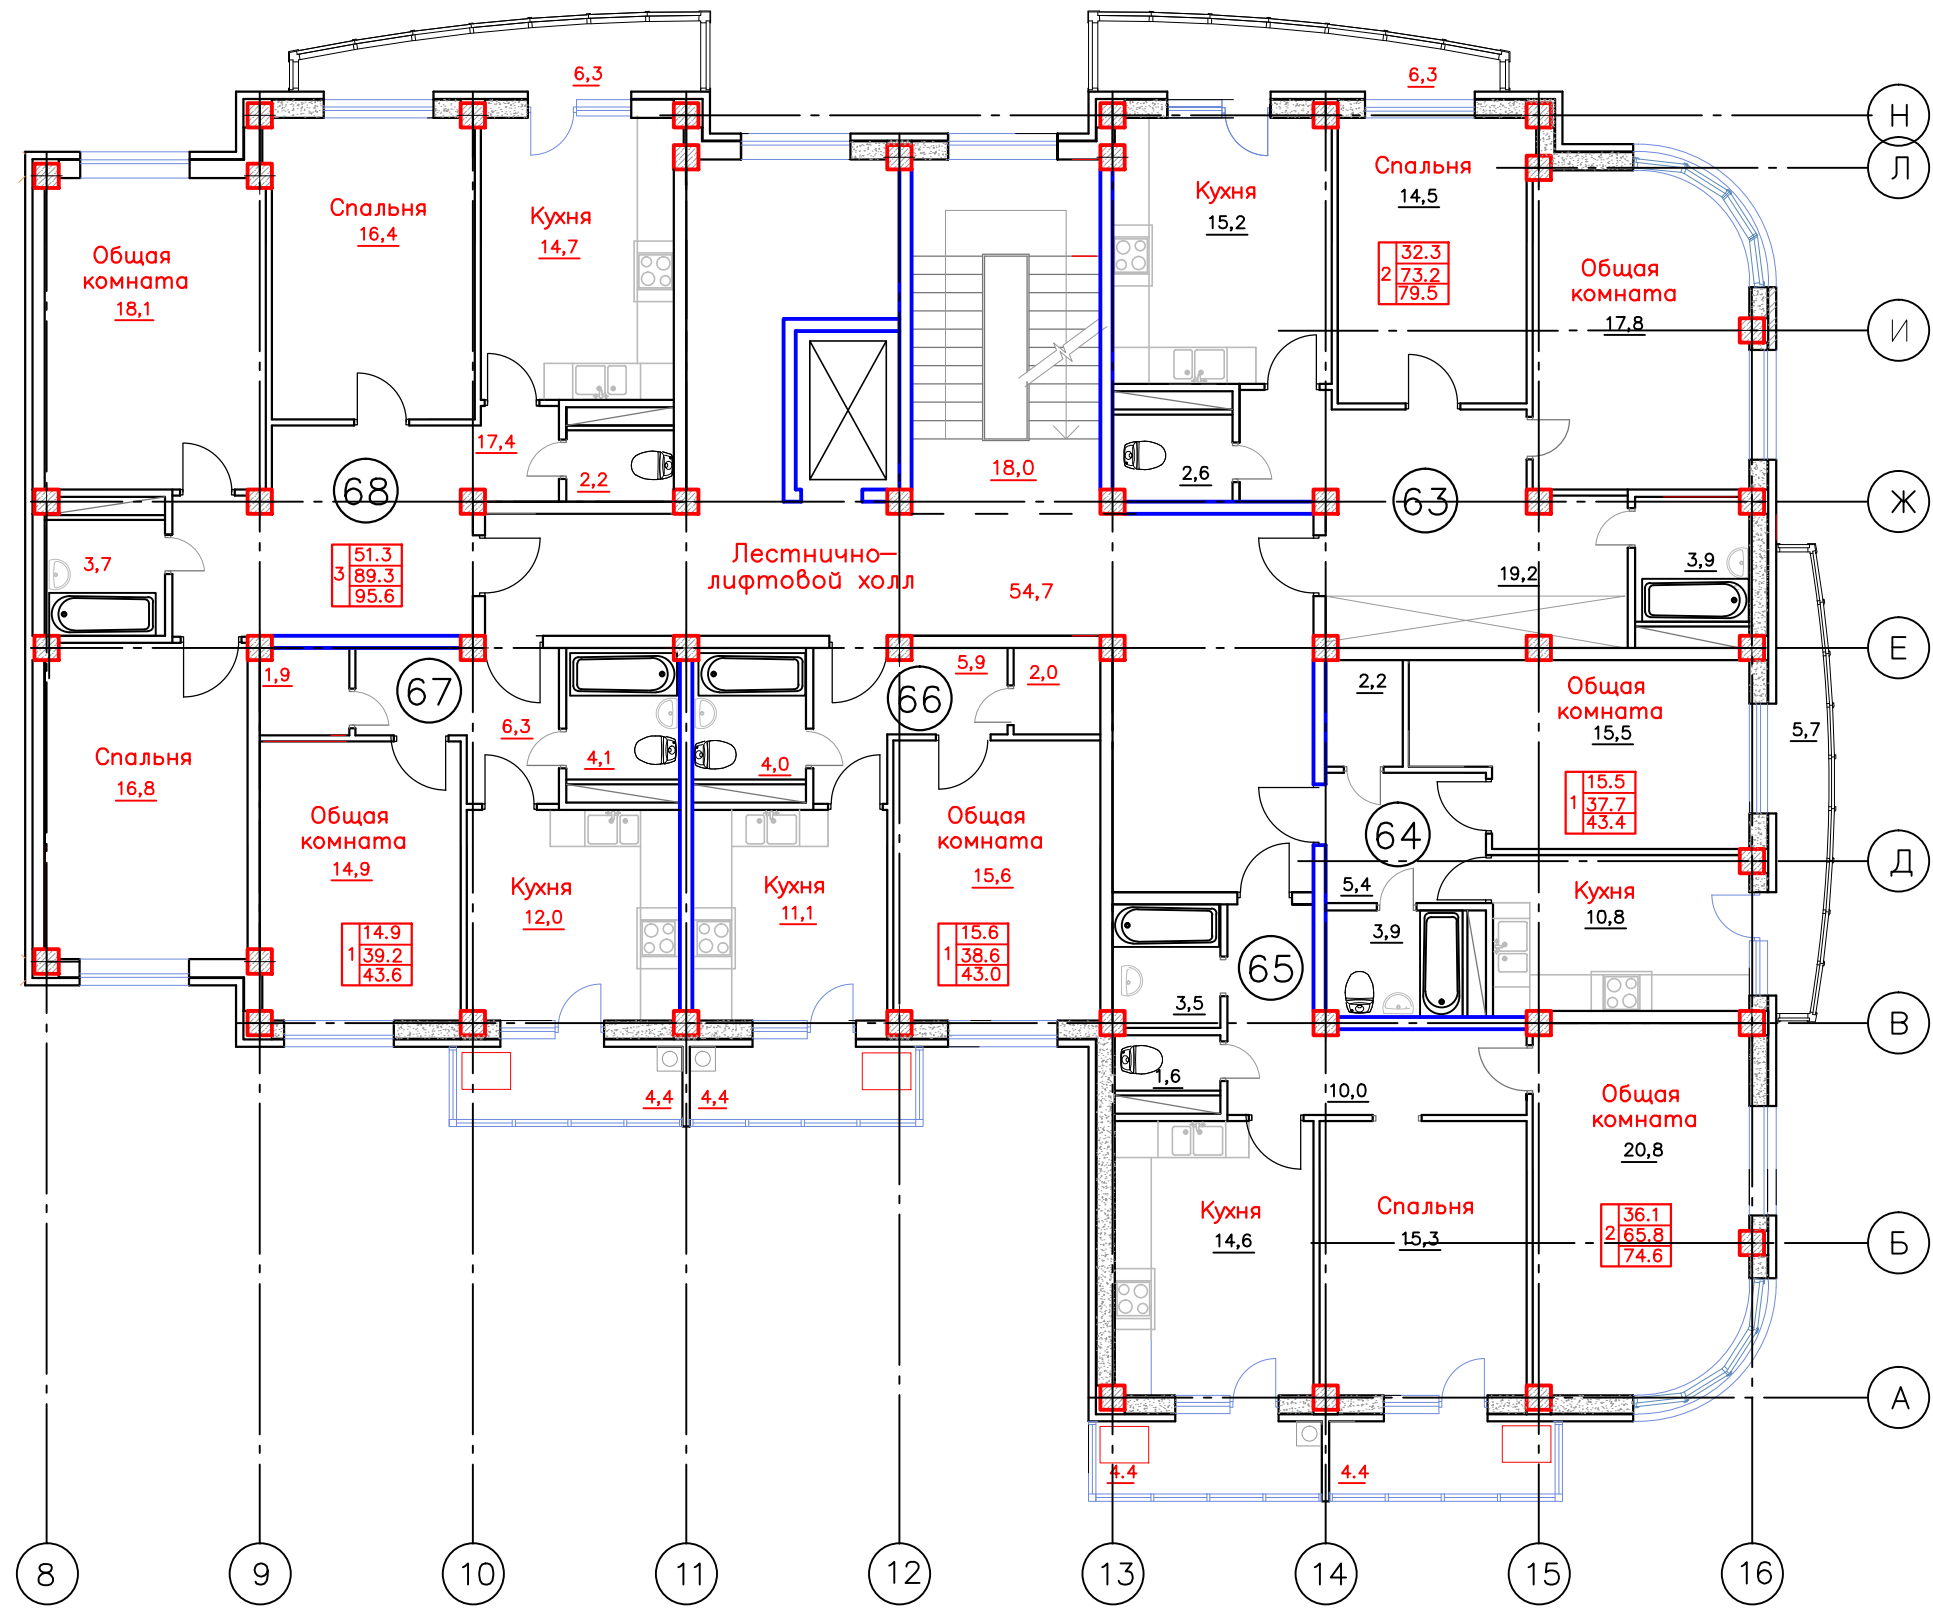 6,3
6,3
Н
Л
Спальня
14,5
Кухня
15,2
Спальня
16,4
Кухня
14,7
Общая
комната
18,1
32.3
2
73.2
79.5
Общая
комната
17,8
И
17,4
2,2
18,0
2,6
68
63
Ж
3,7
51.3
3
89.3
95.6
Лестнично-
лифтовой холл
54,7
19,2
3,9
Е
1,9
67
6,3
4,1
4,0
66
5,9
2,0
2,2
Общая
комната
15,5
5,7
Спальня
16,8
Общая
комната
14,9
Кухня
12,0
Кухня
11,1
Общая
комната
15,6
15.5
1
37.7
43.4
64
5,4
3,9
Кухня
10,8
Д
14.9
1
39.2
43.6
15.6
1
38.6
43.0
65
3,5
В
4,4
4,4
1,6
10,0
Общая
комната
20,8
Кухня
14,6
Спальня
15,3
36.1
2
65.8
74.6
Б
А
4.4
4.4
8
9
10
11
12
13
14
15
16